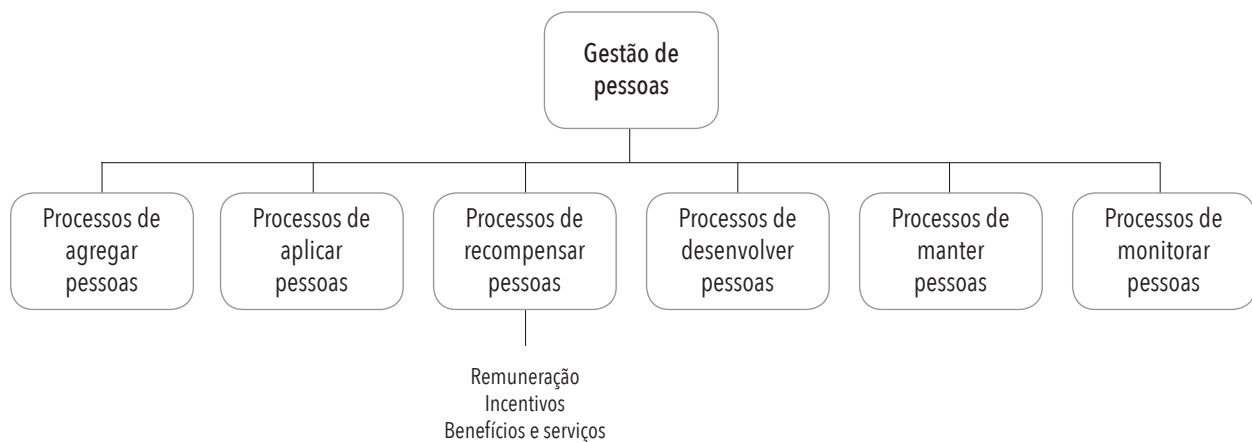 Gestão de
pessoas
Processos de
agregar
pessoas
Processos de
aplicar
pessoas
Processos de
recompensar
pessoas
Processos de
desenvolver
pessoas
Processos de
manter
pessoas
Processos de
monitorar
pessoas
Remuneração
Incentivos
Benefícios e serviços